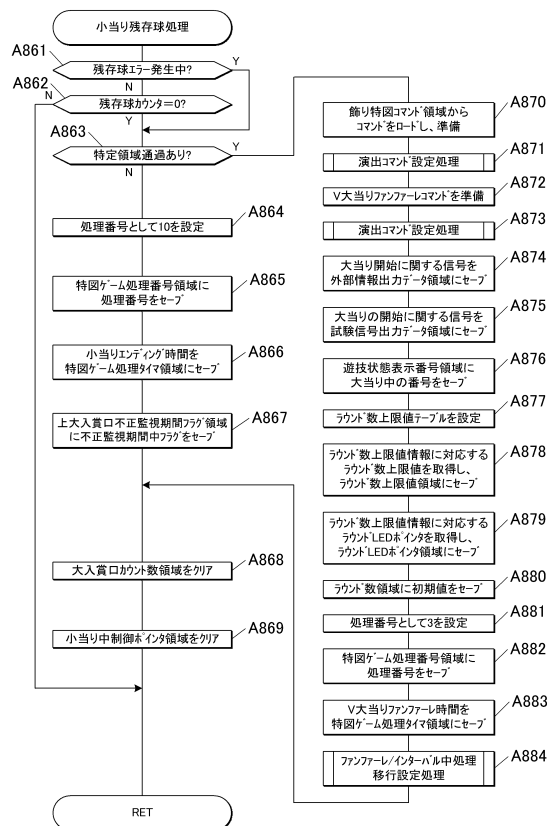 小当り残存球処理
A861
残存球エラー発生中?
Y
N
A862
N
残存球カウンタ＝0?
Y
A863
特定領域通過あり?
Y
N
A864
処理番号として10を設定
A865
特図ゲーム処理番号領域に
処理番号をセーブ
A866
小当りエンディング時間を
特図ゲーム処理タイマ領域にセーブ
A867
上大入賞口不正監視期間フラグ領域
に不正監視期間中フラグをセーブ
A868
大入賞口カウント数領域をクリア
A869
小当り中制御ポインタ領域をクリア
RET
A870
飾り特図コマンド領域から
コマンドをロードし、準備
A871
演出コマンド設定処理
A872
V大当りファンファーレコマンドを準備
A873
演出コマンド設定処理
A874
大当り開始に関する信号を
外部情報出力データ領域にセーブ
A875
大当りの開始に関する信号を
試験信号出力データ領域にセーブ
A876
遊技状態表示番号領域に
大当り中の番号をセーブ
A877
ラウンド数上限値テーブルを設定
A878
ラウンド数上限値情報に対応する
ラウンド数上限値を取得し、
ラウンド数上限値領域にセーブ
A879
ラウンド数上限値情報に対応する
ラウンドLEDポインタを取得し、
ラウンドLEDポインタ領域にセーブ
A880
ラウンド数領域に初期値をセーブ
A881
処理番号として3を設定
A882
特図ゲーム処理番号領域に
処理番号をセーブ
A883
V大当りファンファーレ時間を
特図ゲーム処理タイマ領域にセーブ
A884
ファンファーレ/インターバル中処理
移行設定処理